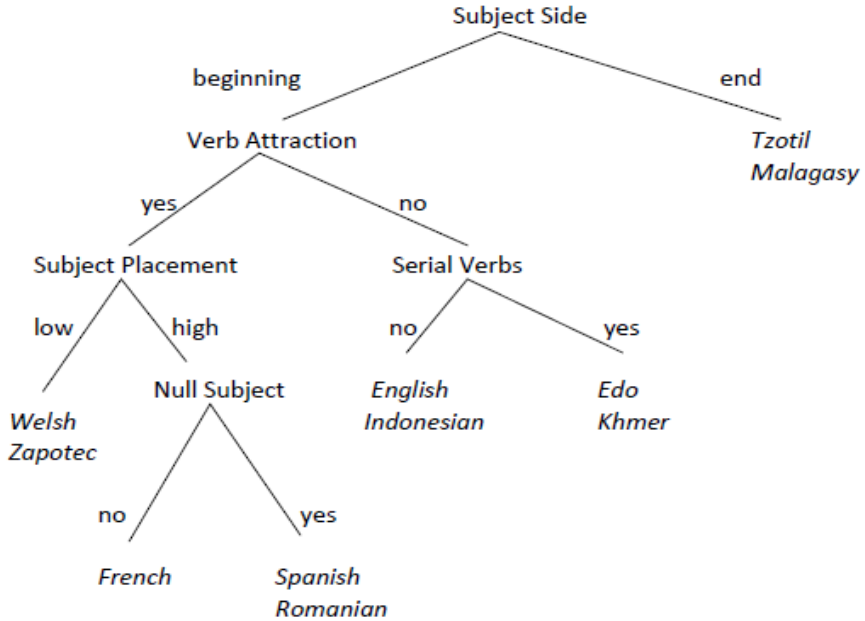 Subject Side
beginning
end
Verb Attraction
Tzotil
Malagasy
yes
no
Subject Placement
Serial Verbs
low
high
no
yes
Null Subject
English
Indonesian
Edo
Khmer
Welsh
Zapotec
no
yes
French
Spanish
Romanian